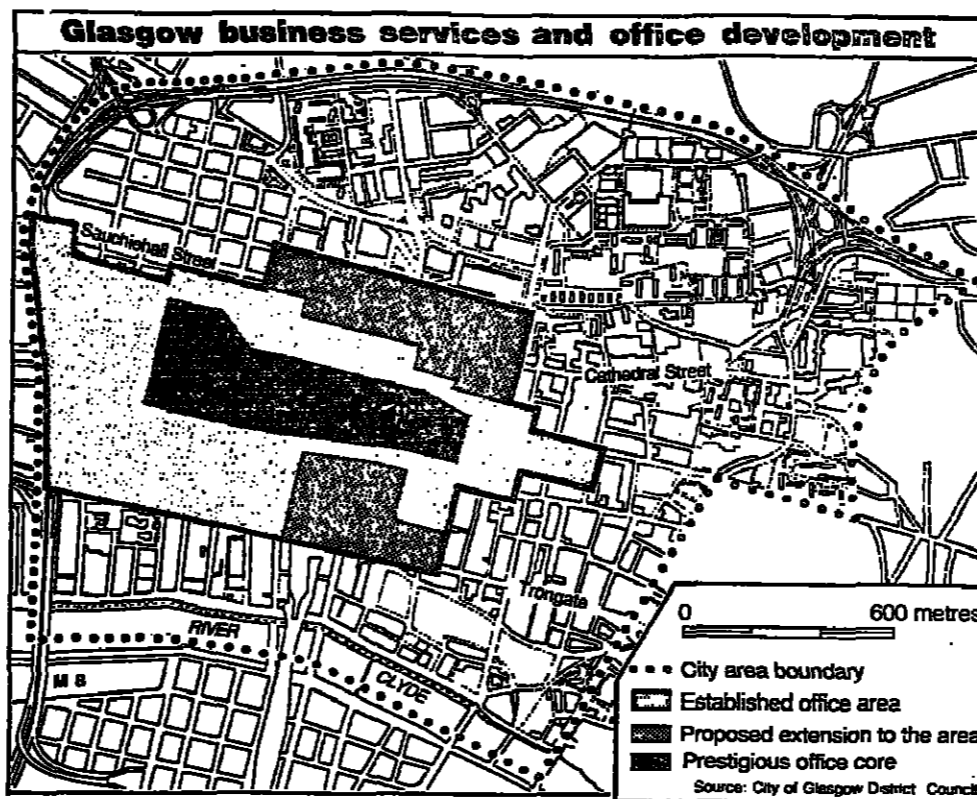 Glasgow business services and office development
Sauchiehall Street
Cathedral Street
Trongate
RIVER
CLYDE
M 8
0 600 metres
City area boundary
Established office area
Proposed extension to the area
Prestigious office core
Source: City of Glasgow District Counci